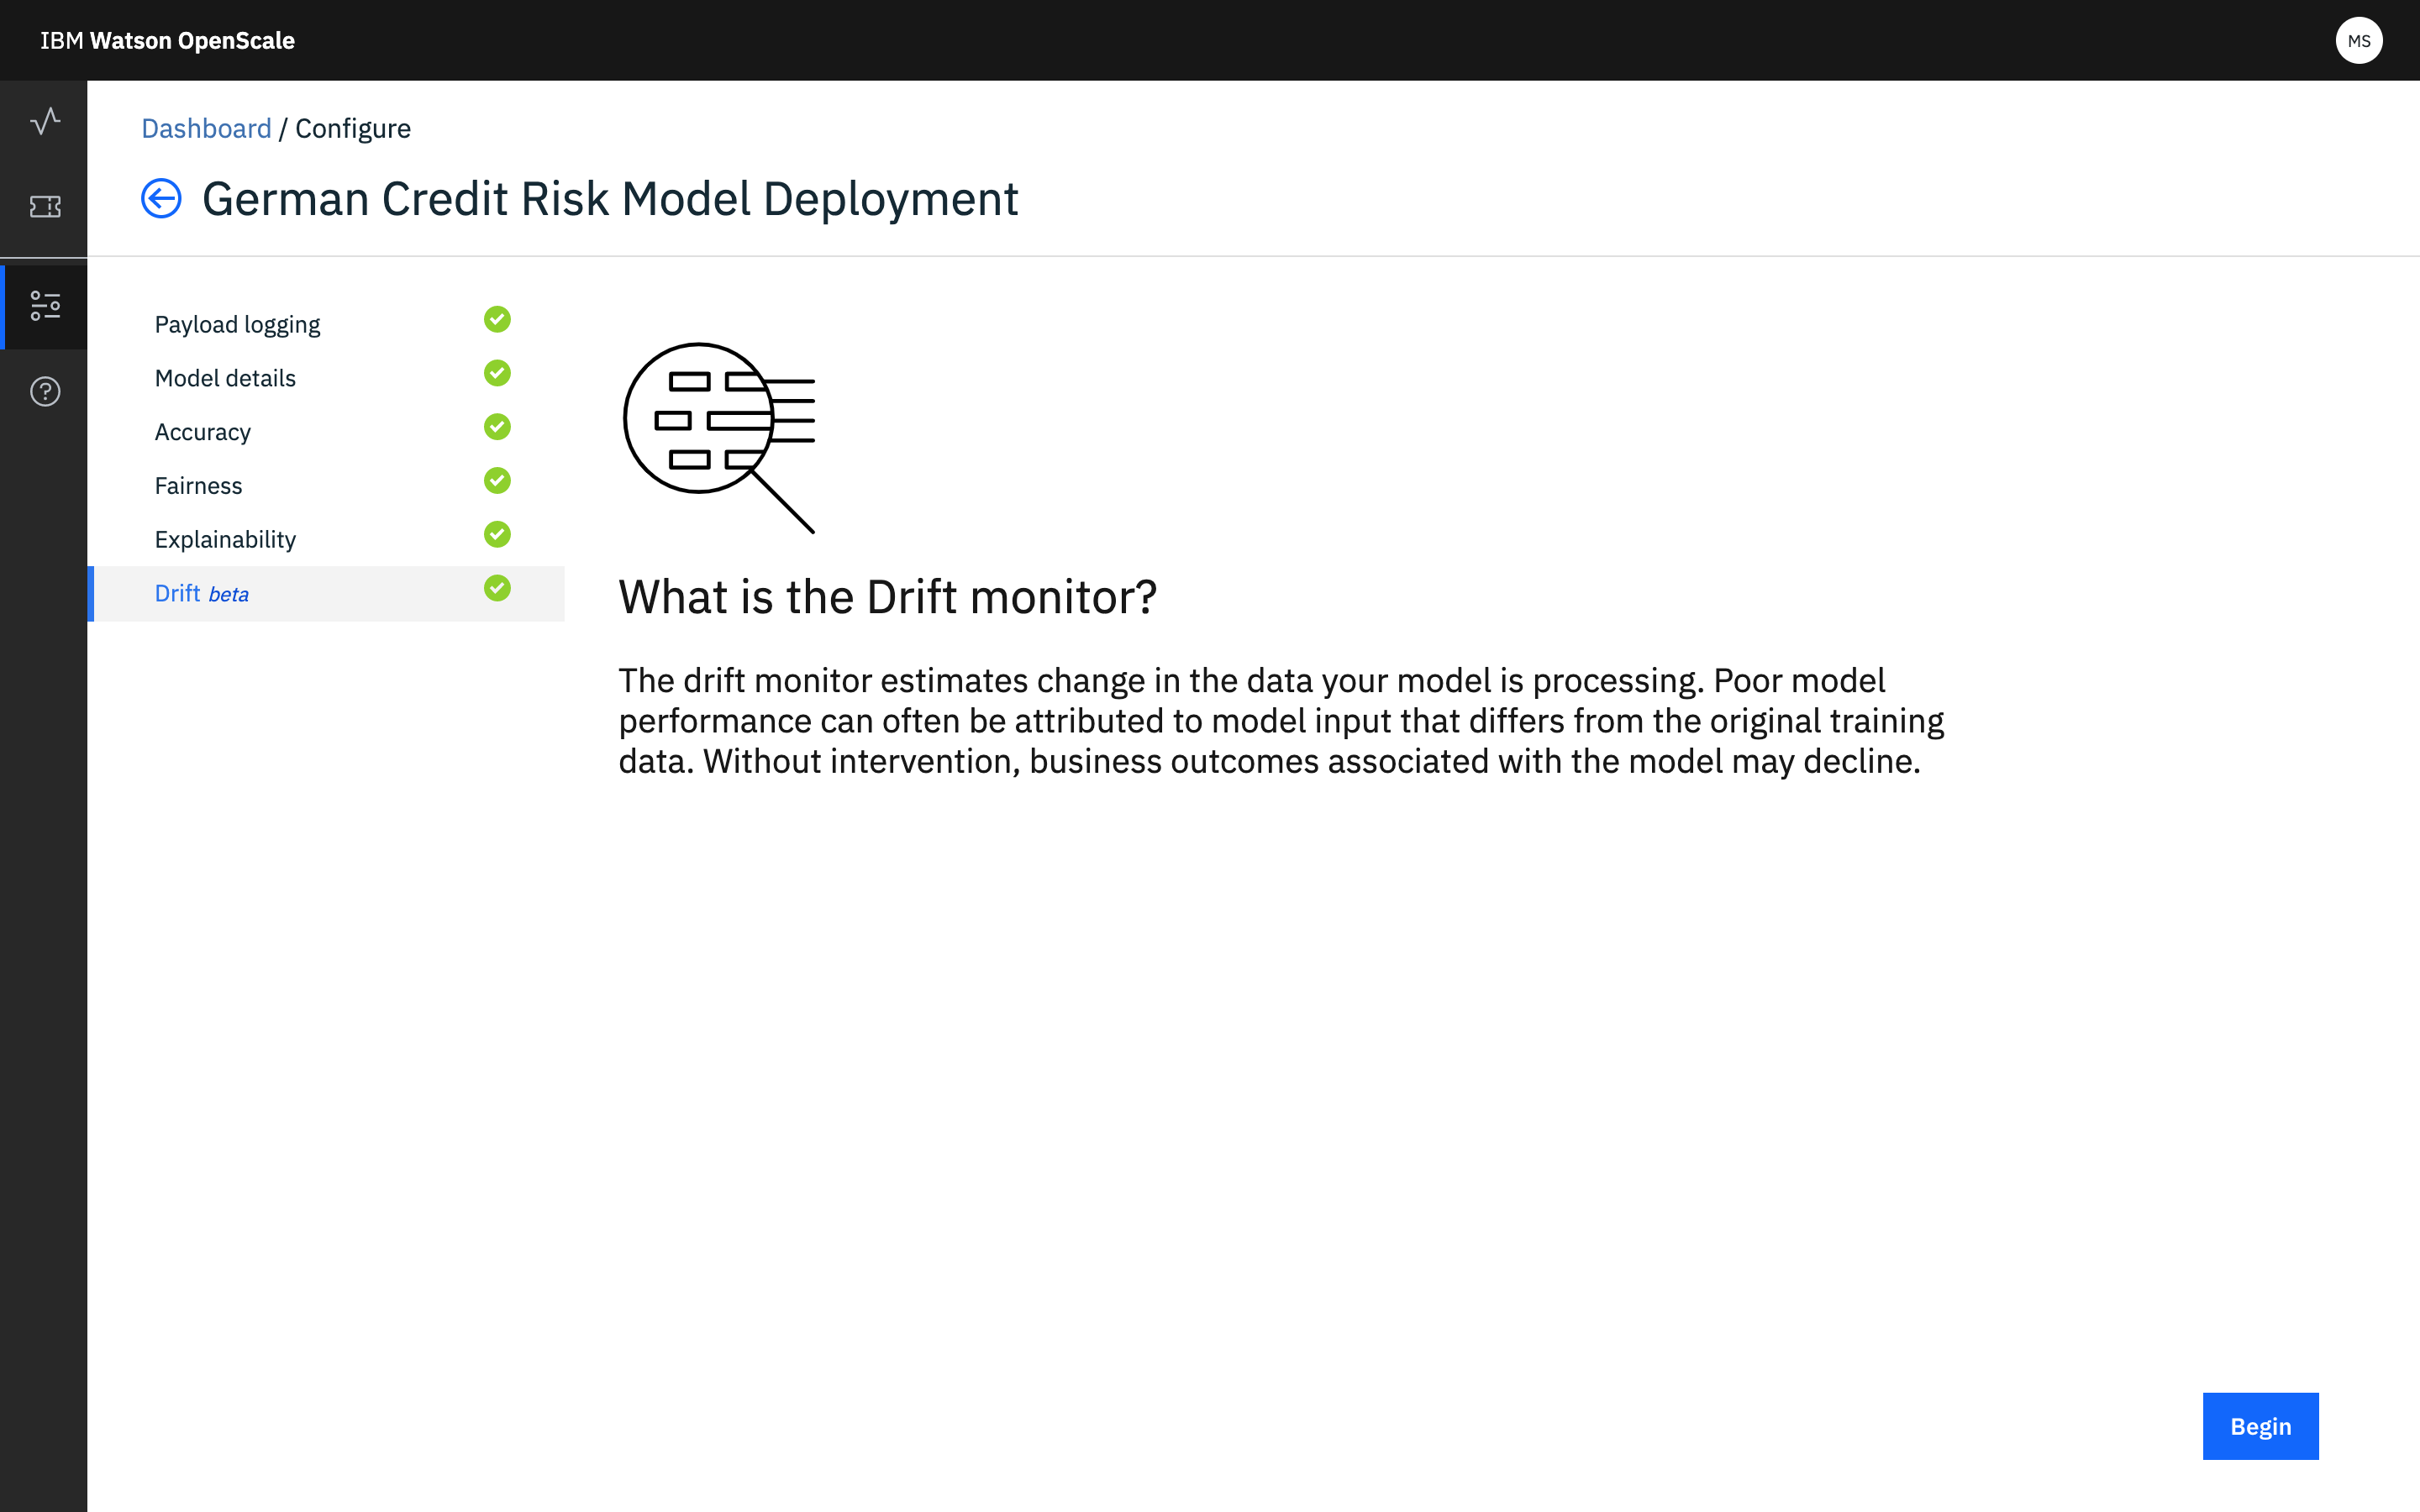 IBM Watson OpenScale
MS
Dashboard / Configure
German Credit Risk Model Deployment
Payload logging
Model details
Accuracy
Fairness
Explainability
Drift beta
What is the Drift monitor?
The drift monitor estimates change in the data your model is processing. Poor model
performance can often be attributed to model input that differs from the original training
data. Without intervention, business outcomes associated with the model may decline.
Begin